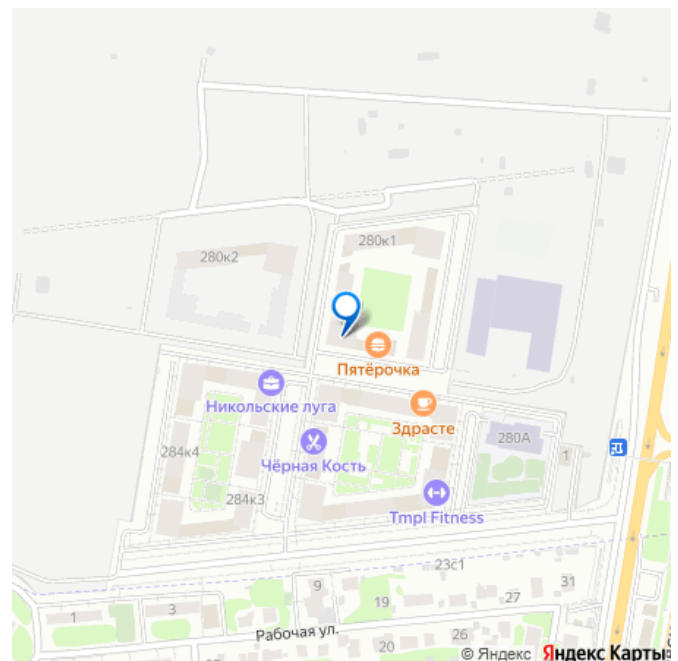 280к1
280к2
Пятёрочка
Никольские луга
Здрасте
280А
Чёрная Кость
284к4
1
284к3
Tmpl Fitness
23с1
9
31
1
3
19
27
Рабочая ул.
26
20
© Яндекс Яндекс Карты